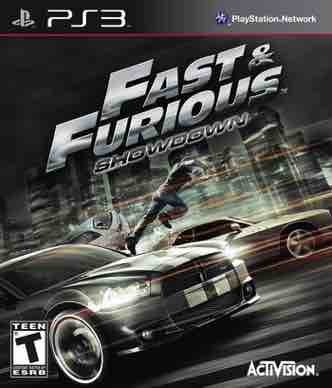 PS3
PlayStation.Network
FAST &
FURIOUS
SHOWDOWN
TEEN
T
ESRB
ACTIVISION